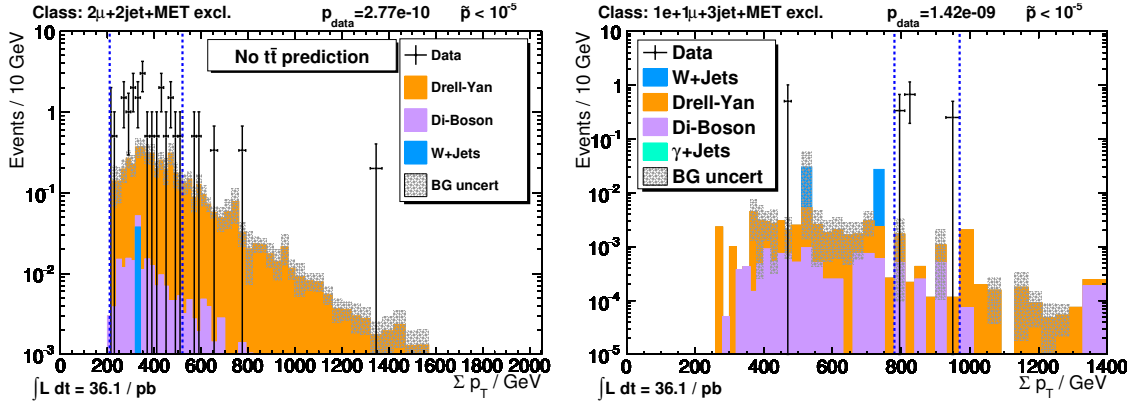 Class: 2μ+2jet+MET excl. p_data=2.77e-10 p̃ < 10^-5
No tt̄ prediction
Data
Drell-Yan
Di-Boson
W+Jets
BG uncert
Events / 10 GeV
10
1
10^-1
10^-2
10^-3
0 200 400 600 800 1000 1200 1400 1600 1800 2000
∫L dt = 36.1 / pb
Σ p_T / GeV
Class: 1e+1μ+3jet+MET excl. p_data=1.42e-09 p̃ < 10^-5
Data
W+Jets
Drell-Yan
Di-Boson
γ+Jets
BG uncert
Events / 10 GeV
10
1
10^-1
10^-2
10^-3
10^-4
10^-5
200 400 600 800 1000 1200 1400
∫L dt = 36.1 / pb
Σ p_T / GeV